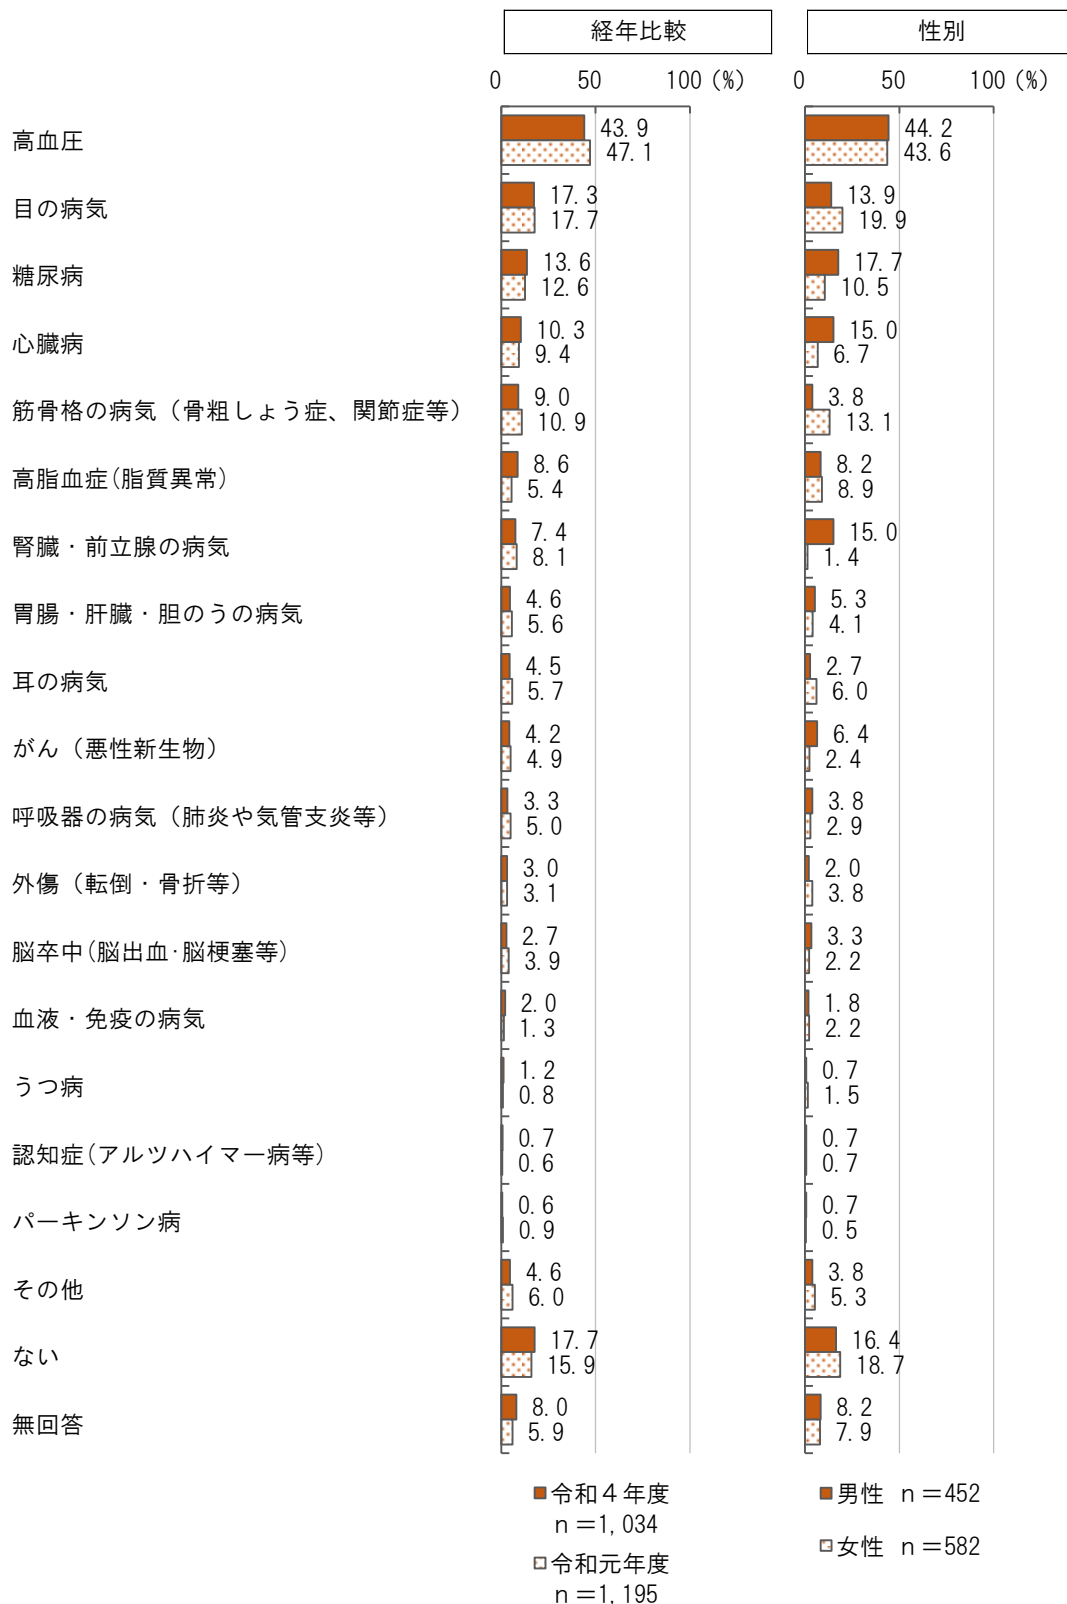 経年比較
性別
0 50 100 (%) 0 50 100 (%)
高血圧 43.9 44.2
47.1 43.6
目の病気 17.3 13.9
17.7 19.9
糖尿病 13.6 17.7
12.6 10.5
心臓病 10.3 15.0
9.4 6.7
筋骨格の病気（骨粗しょう症、関節症等） 9.0 3.8
10.9 13.1
高脂血症(脂質異常) 8.6 8.2
5.4 8.9
腎臓・前立腺の病気 7.4 15.0
8.1 1.4
胃腸・肝臓・胆のうの病気 4.6 5.3
5.6 4.1
耳の病気 4.5 2.7
5.7 6.0
がん（悪性新生物） 4.2 6.4
4.9 2.4
呼吸器の病気（肺炎や気管支炎等） 3.3 3.8
5.0 2.9
外傷（転倒・骨折等） 3.0 2.0
3.1 3.8
脳卒中(脳出血･脳梗塞等) 2.7 3.3
3.9 2.2
血液・免疫の病気 2.0 1.8
1.3 2.2
うつ病 1.2 0.7
0.8 1.5
認知症(アルツハイマー病等) 0.7 0.7
0.6 0.7
パーキンソン病 0.6 0.7
0.9 0.5
その他 4.6 3.8
6.0 5.3
ない 17.7 16.4
15.9 18.7
無回答 8.0 8.2
5.9 7.9
令和４年度
ｎ＝1,034
令和元年度
ｎ＝1,195
男性 ｎ＝452
女性 ｎ＝582